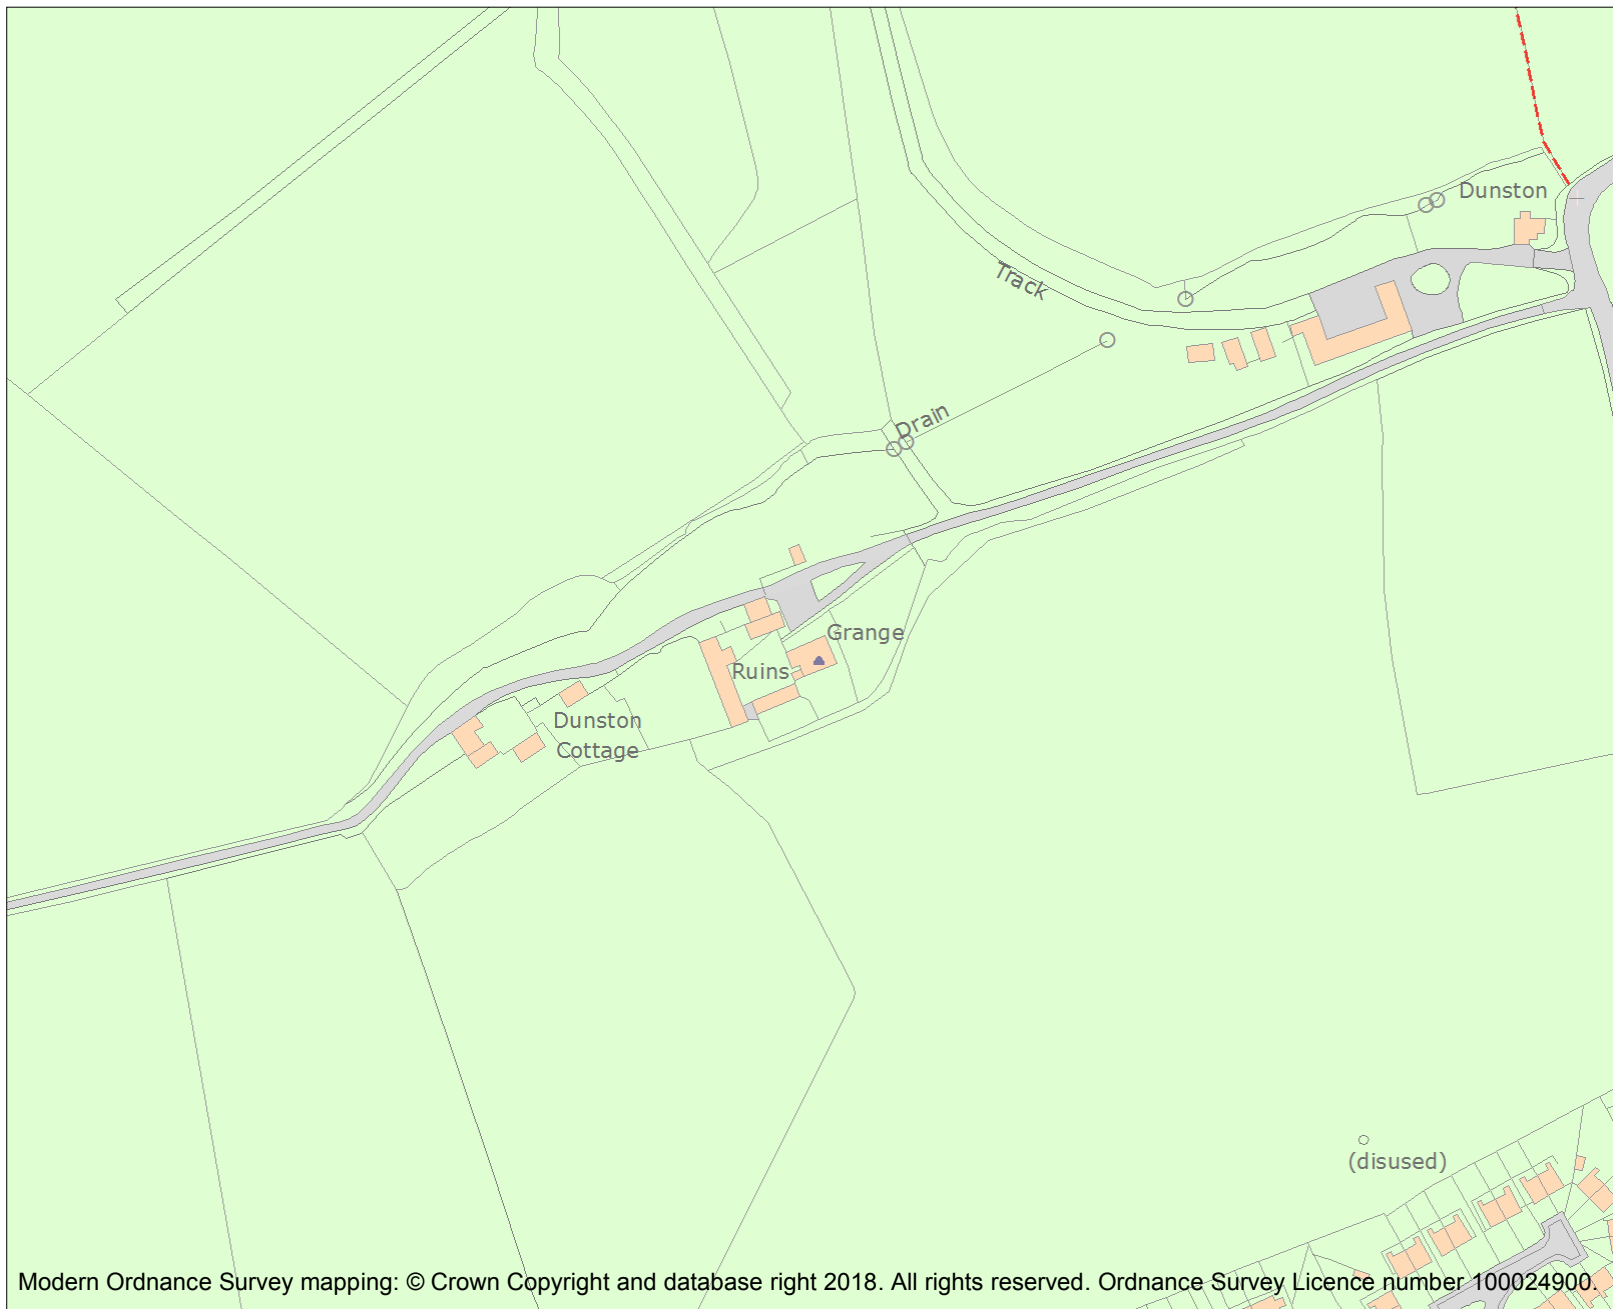 Dunston
Track
Drain
Grange
Ruins
Dunston
Cottage
(disused)
Modern Ordnance Survey mapping: © Crown Copyright and database right 2018. All rights reserved. Ordnance Survey Licence number 100024900.